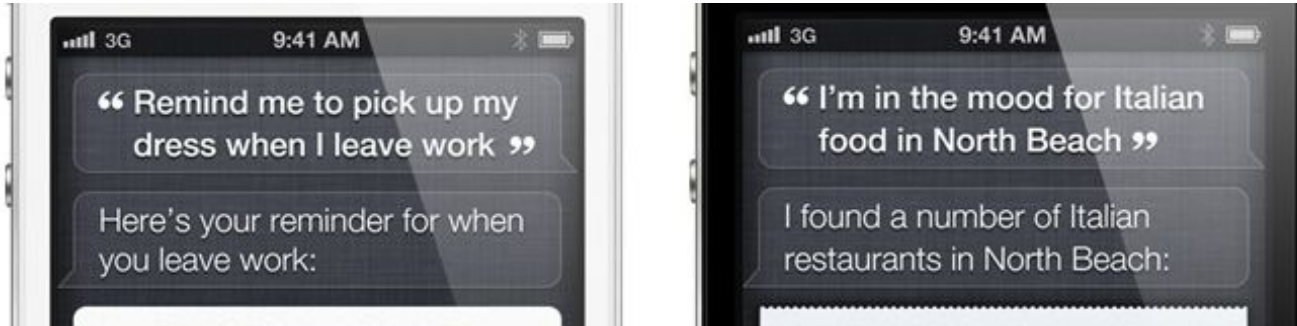 3G 9:41 AM
“ Remind me to pick up my
dress when I leave work ”
Here’s your reminder for when
you leave work:
3G 9:41 AM
“ I’m in the mood for Italian
food in North Beach ”
I found a number of Italian
restaurants in North Beach: